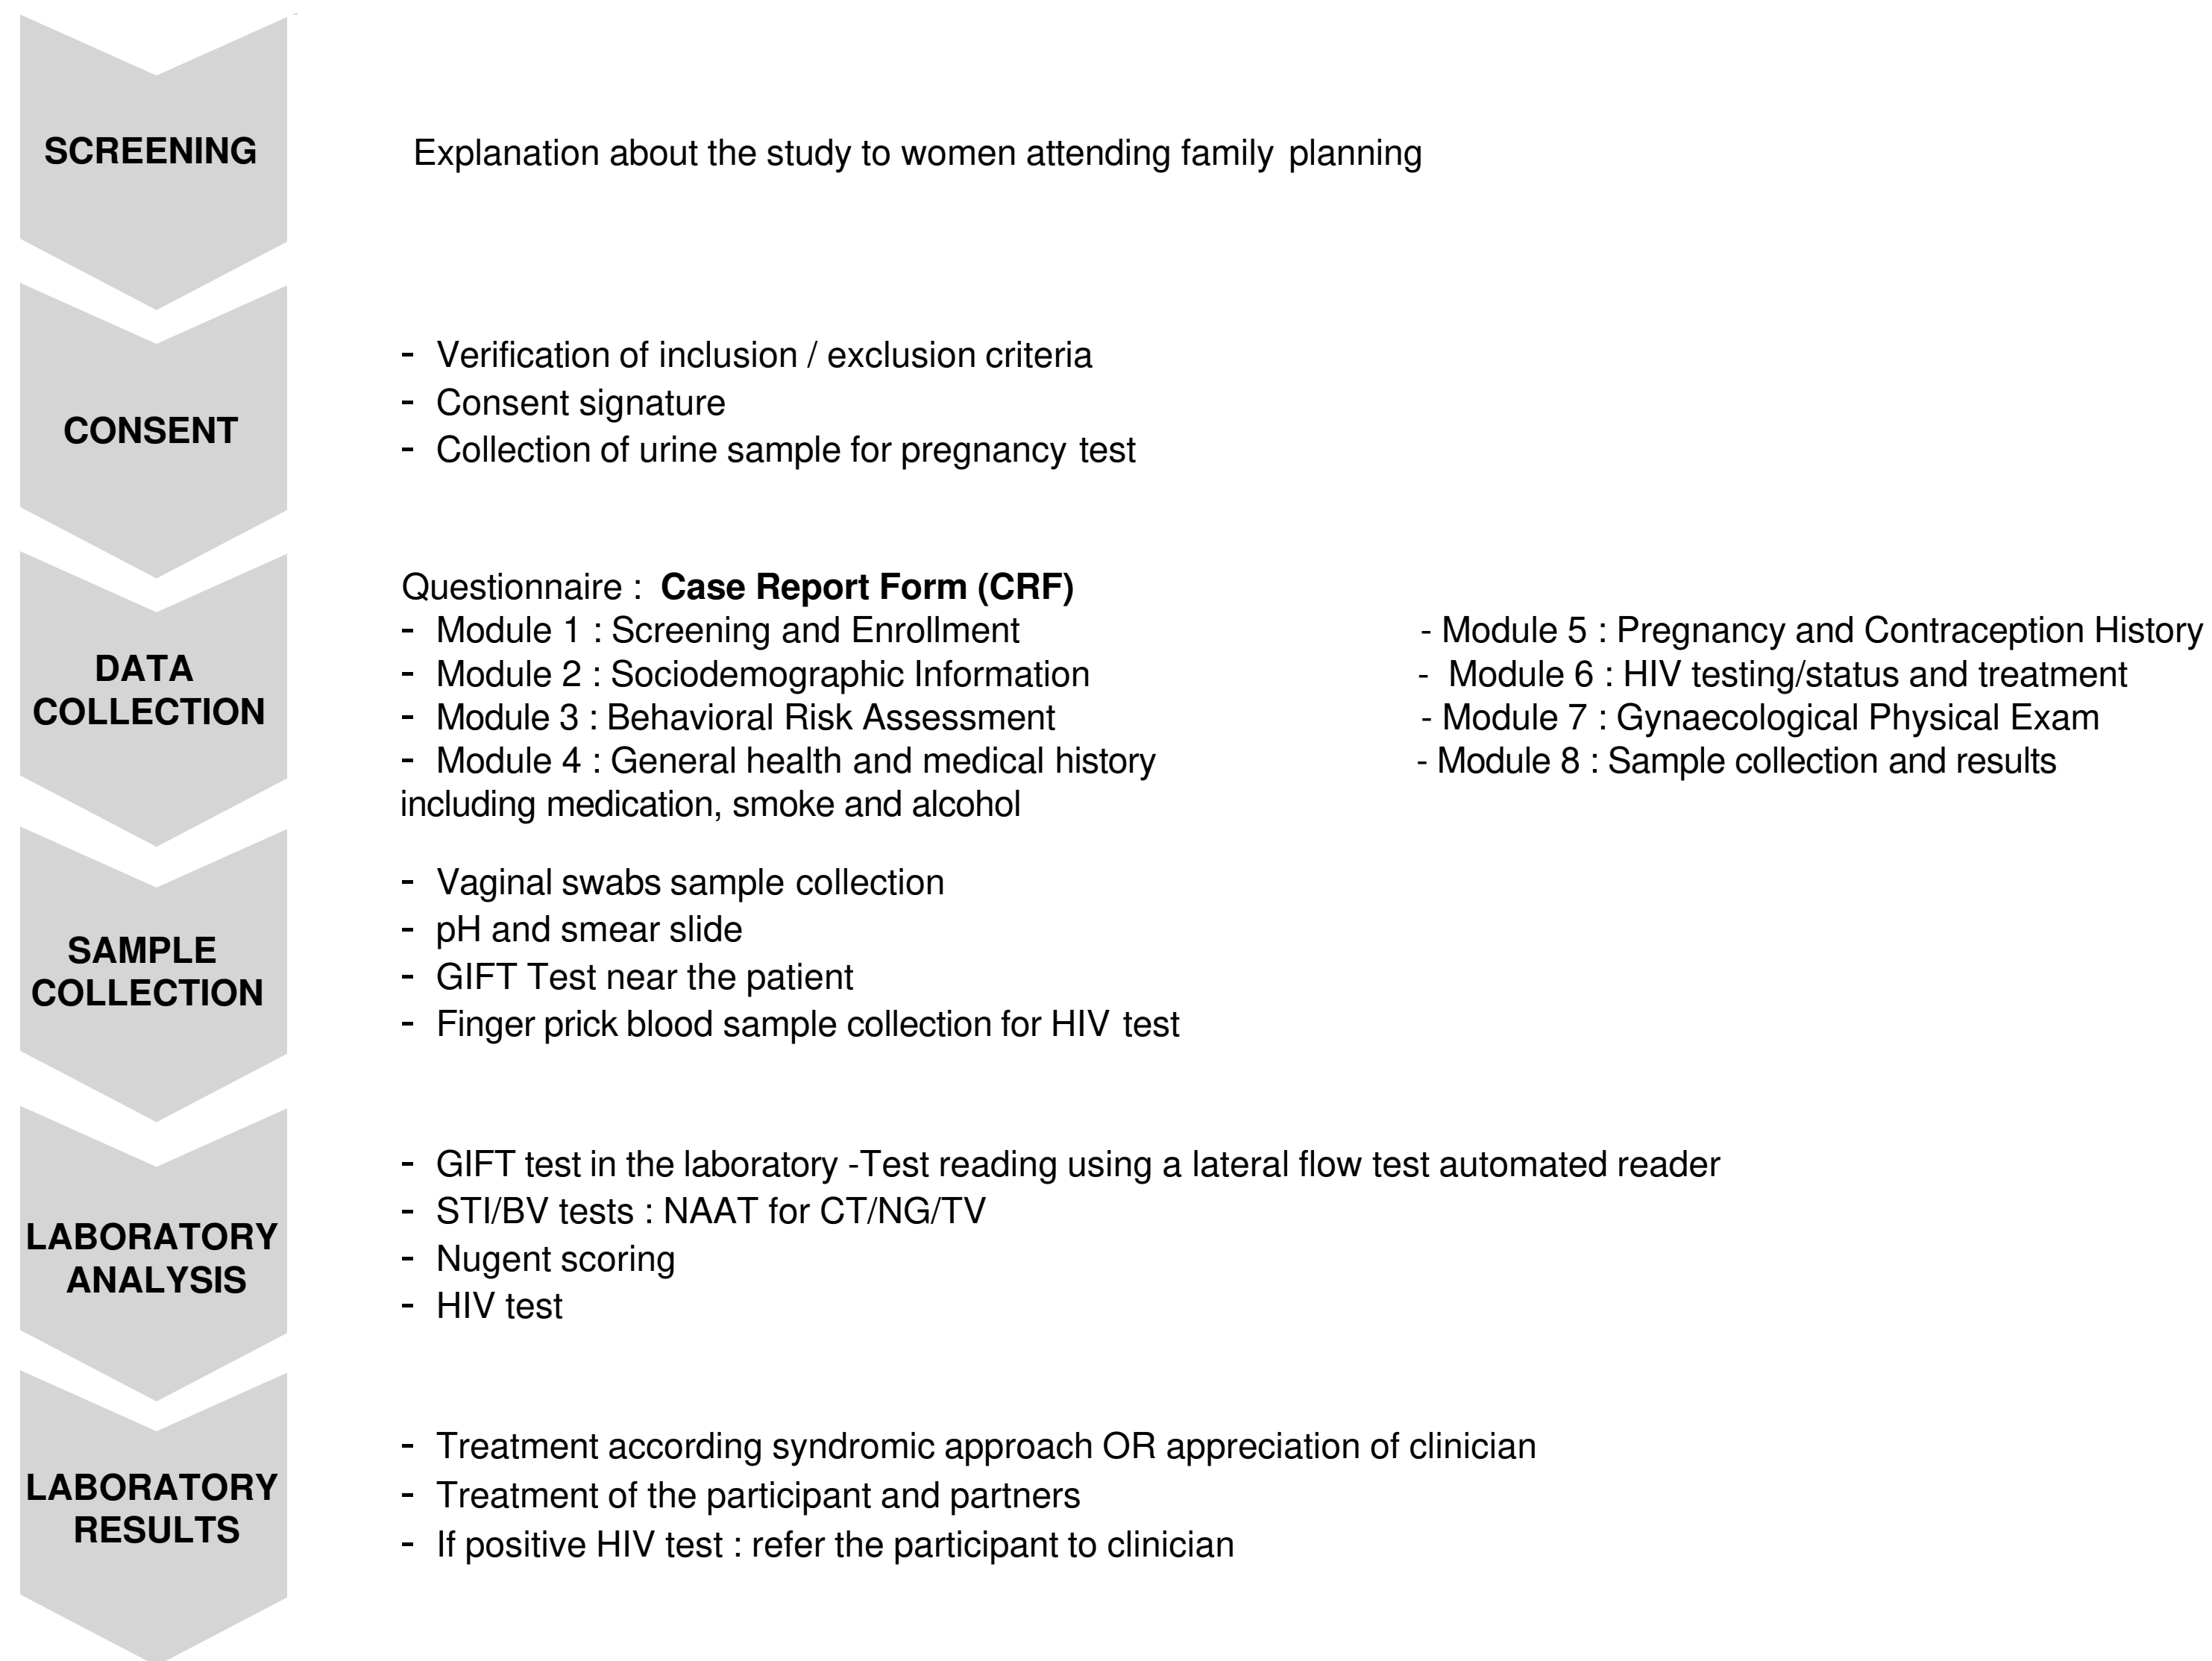 SCREENING
Explanation about the study to women attending family planning
CONSENT
- Verification of inclusion / exclusion criteria
- Consent signature
- Collection of urine sample for pregnancy test
DATA
COLLECTION
Questionnaire : Case Report Form (CRF)
- Module 1 : Screening and Enrollment
- Module 2 : Sociodemographic Information
- Module 3 : Behavioral Risk Assessment
- Module 4 : General health and medical history
including medication, smoke and alcohol
- Module 5 : Pregnancy and Contraception History
- Module 6 : HIV testing/status and treatment
- Module 7 : Gynaecological Physical Exam
- Module 8 : Sample collection and results
SAMPLE
COLLECTION
- Vaginal swabs sample collection
- pH and smear slide
- GIFT Test near the patient
- Finger prick blood sample collection for HIV test
LABORATORY
ANALYSIS
- GIFT test in the laboratory -Test reading using a lateral flow test automated reader
- STI/BV tests : NAAT for CT/NG/TV
- Nugent scoring
- HIV test
LABORATORY
RESULTS
- Treatment according syndromic approach OR appreciation of clinician
- Treatment of the participant and partners
- If positive HIV test : refer the participant to clinician